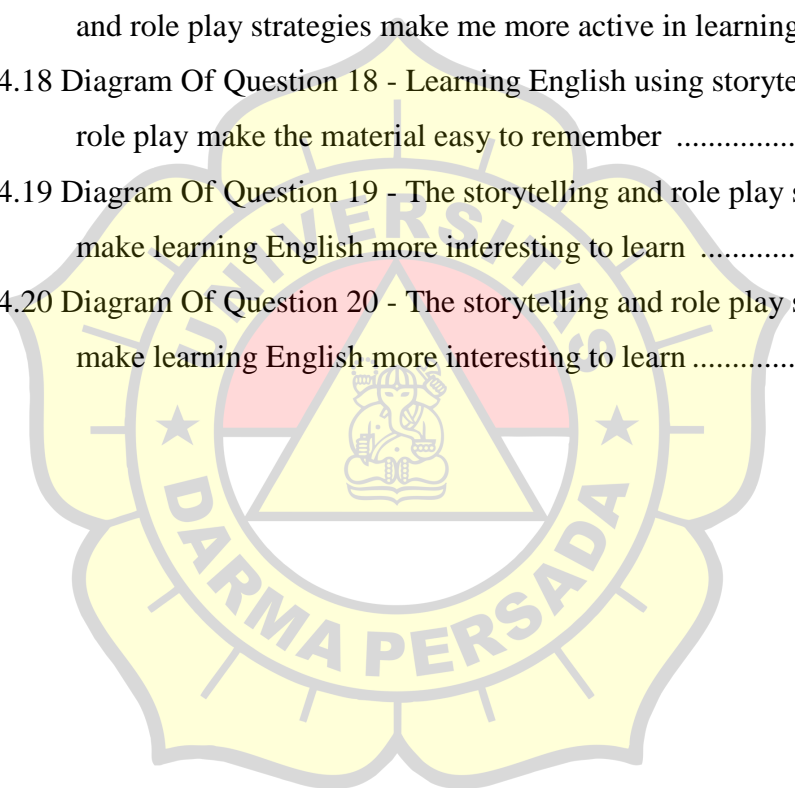 and role play strategies make me more active in learning
4.18 Diagram Of Question 18 - Learning English using
role play make the material easy to remember ..............
4.19 Diagram Of Question 19 - The storytelling and role play
make learning English more interesting to learn ............
4.20 Diagram Of Question 20 - The storytelling and role play
make learning English more interesting to learn .............
UNIVERSITAS
DARMA PERSADA